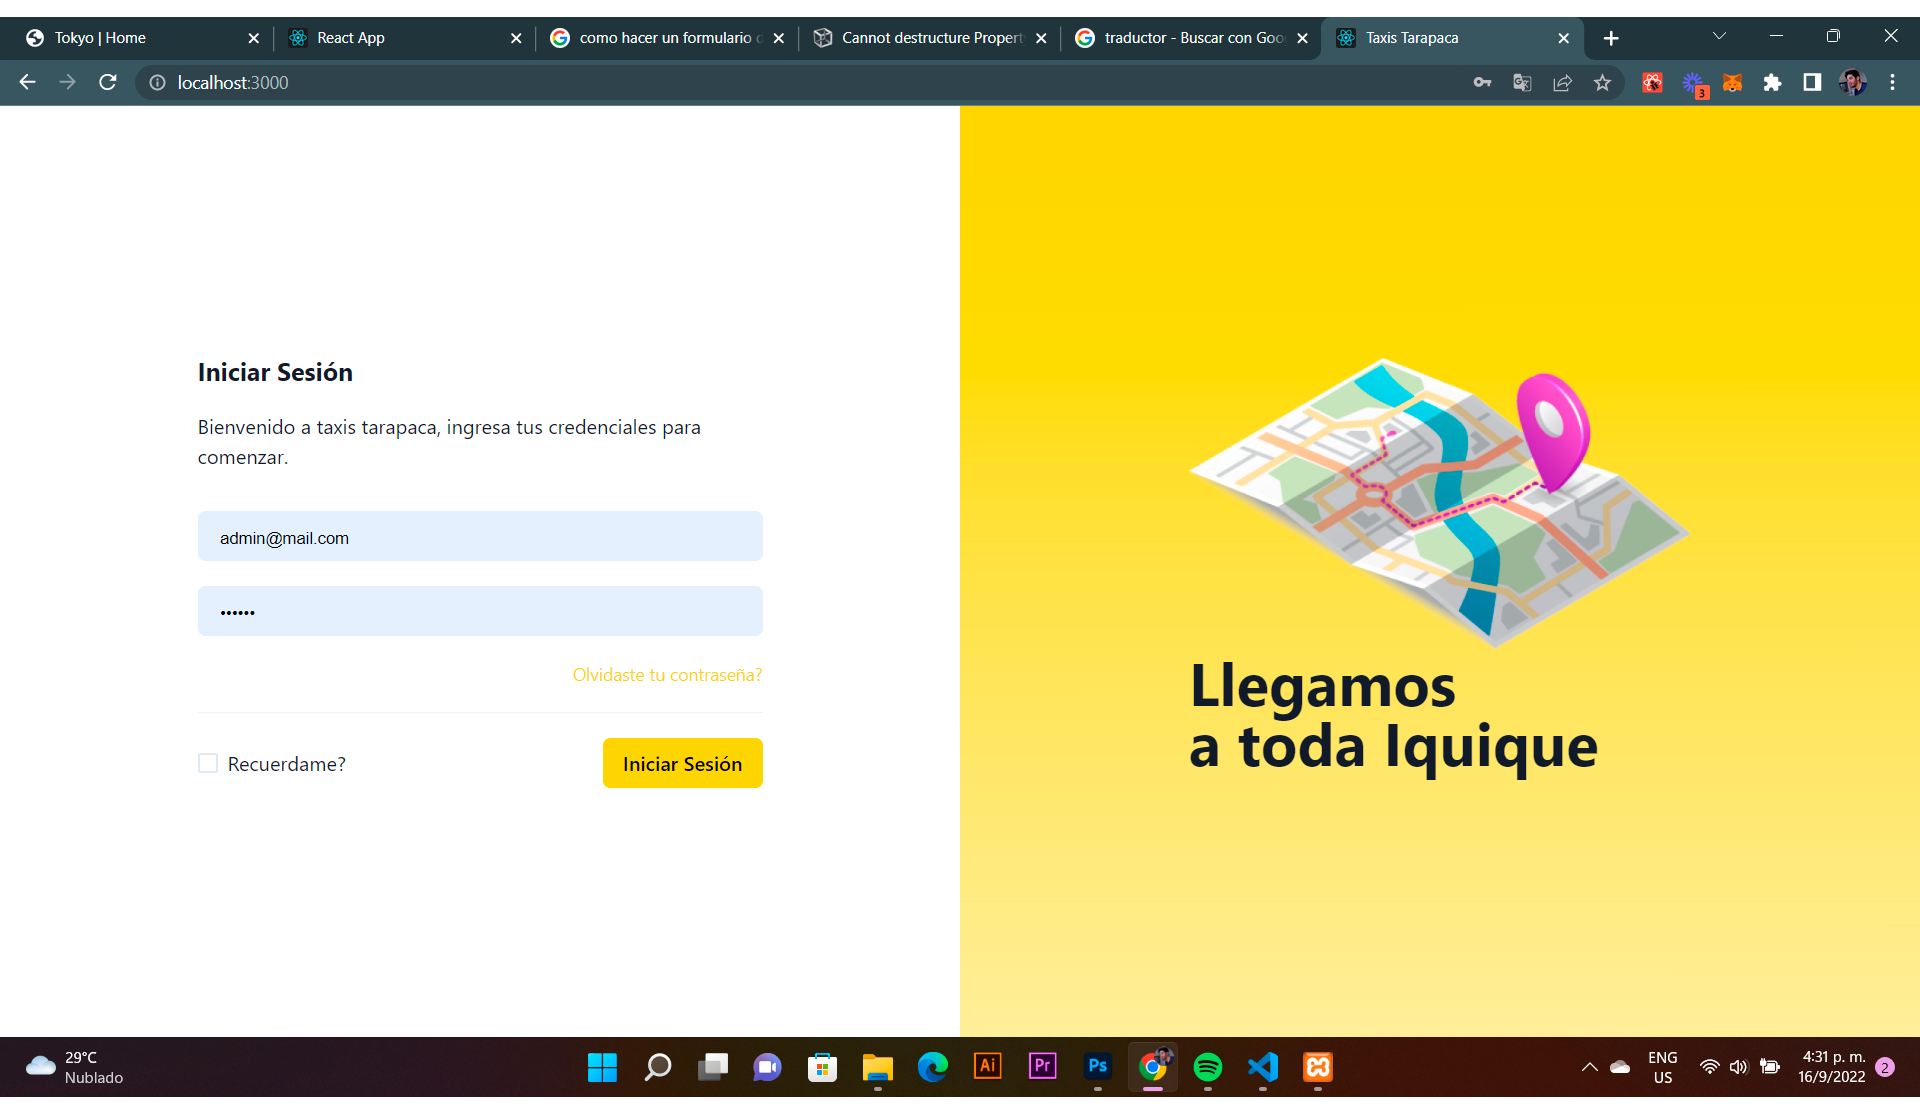 Tokyo | Home
React App
como hacer un formulario
Cannot destructure Propert
traductor - Buscar con Goo
Taxis Tarapaca
localhost:3000
3
Iniciar Sesión
Bienvenido a taxis tarapaca, ingresa tus credenciales para
comenzar.
admin@mail.com
••••••
Olvidaste tu contraseña?
Recuerdame?
Iniciar Sesión
Llegamos
a toda Iquique
29°C
Nublado
Ai
Pr
Ps
ENG
US
4:31 p. m.
16/9/2022
2